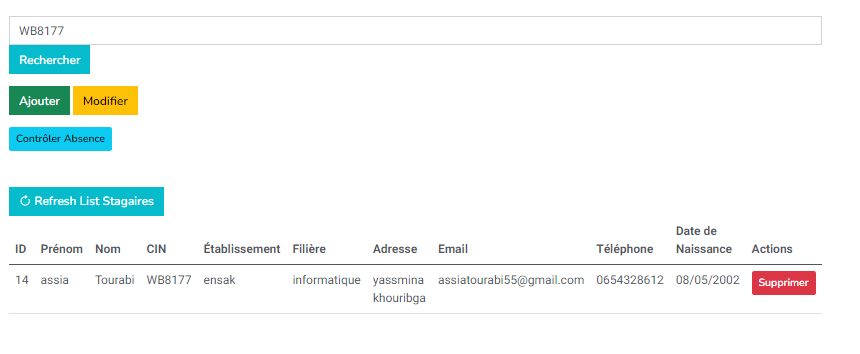 WB8177
Rechercher
Ajouter Modifier
Contrôler Absence
Refresh List Stagaires
ID Prénom Nom CIN Établissement Filière Adresse Email Téléphone Date de Naissance Actions
14 assia Tourabi WB8177 ensak informatique yassmina khouribga assiatourabi55@gmail.com 0654328612 08/05/2002 Supprimer